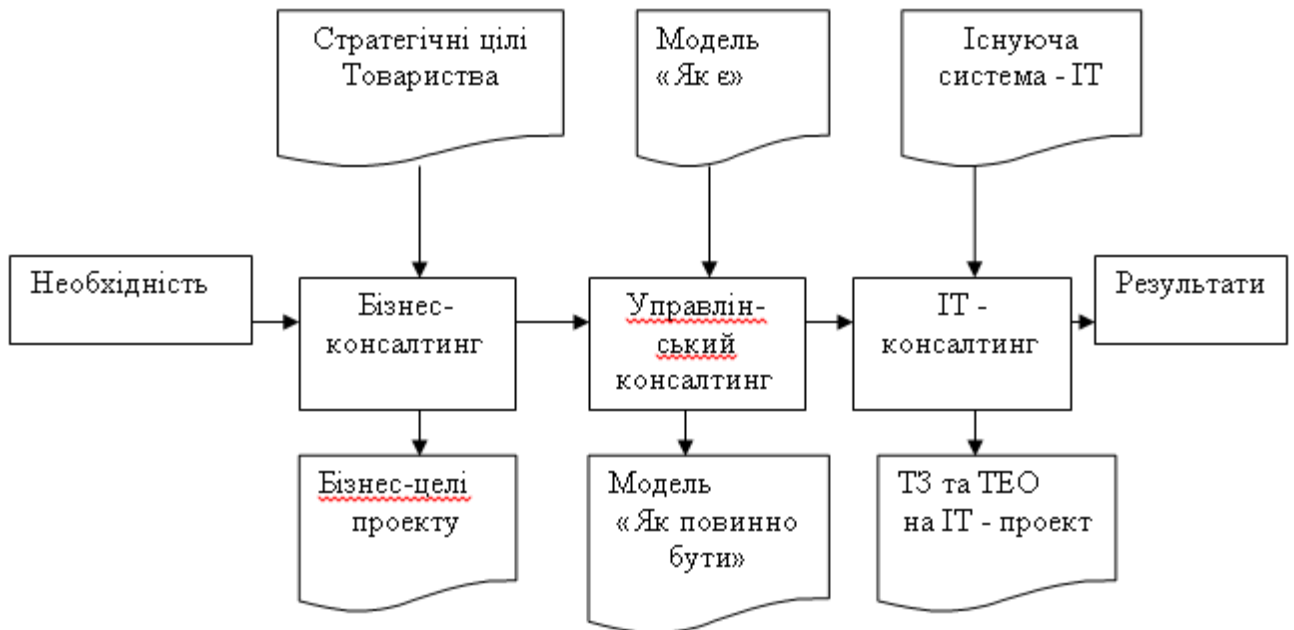 Стратегічні цілі
Товариства
Модель
«Як є»
Існуюча
система - ІТ
Необхідність
Бізнес-
консалтинг
Управлін-
ський
консалтинг
ІТ -
консалтинг
Результати
Бізнес-целі
проекту
Модель
«Як повинно
бути»
ТЗ та ТЕО
на ІТ - проект